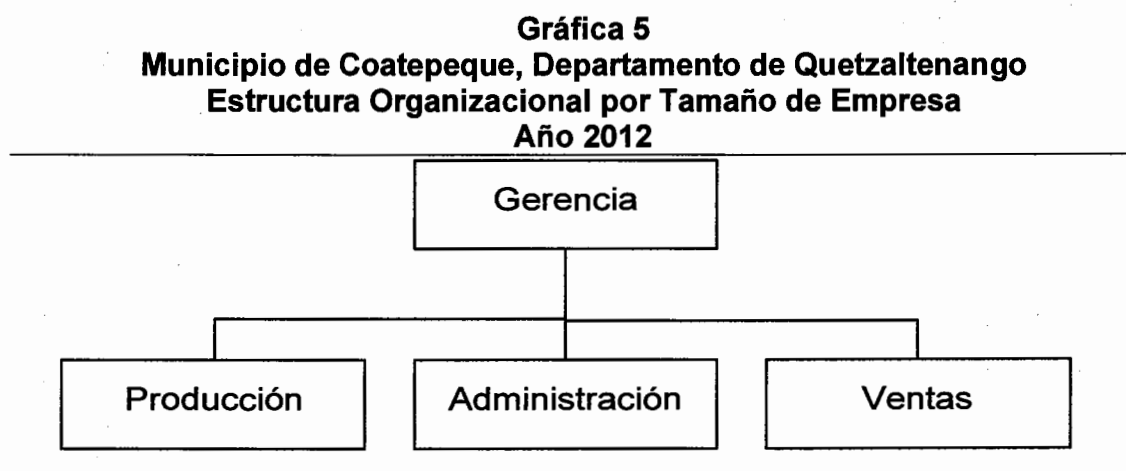 Gráfica 5
Municipio de Coatepeque, Departamento de Quetzaltenango
Estructura Organizacional por Tamaño de Empresa
Año 2012
Gerencia
Producción
Administración
Ventas